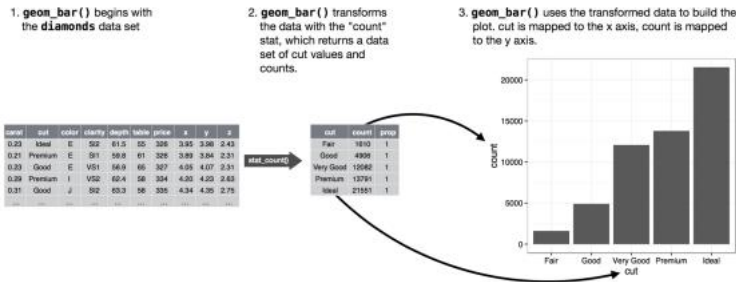 1. geom_bar() begins with
the diamonds data set
2. geom_bar() transforms
the data with the "count"
stat, which returns a data
set of cut values and
counts.
3. geom_bar() uses the transformed data to build the
plot. cut is mapped to the x axis, count is mapped
to the y axis.
carat cut color clarity depth table price x y z
0.23 Ideal E SI2 61.5 55 326 3.95 3.98 2.43
0.21 Premium E SI1 59.8 61 326 3.89 3.84 2.31
0.23 Good E VS1 56.9 65 327 4.05 4.07 2.31
0.29 Premium I VS2 62.4 58 334 4.20 4.23 2.63
0.31 Good J SI2 63.3 58 335 4.34 4.35 2.75
... ... ... ... ... ... ... ... ... ...
stat_count()
cut count prop
Fair 1610 1
Good 4906 1
Very Good 12082 1
Premium 13791 1
Ideal 21551 1
count
20000
15000
10000
5000
0
Fair Good Very Good Premium Ideal
cut